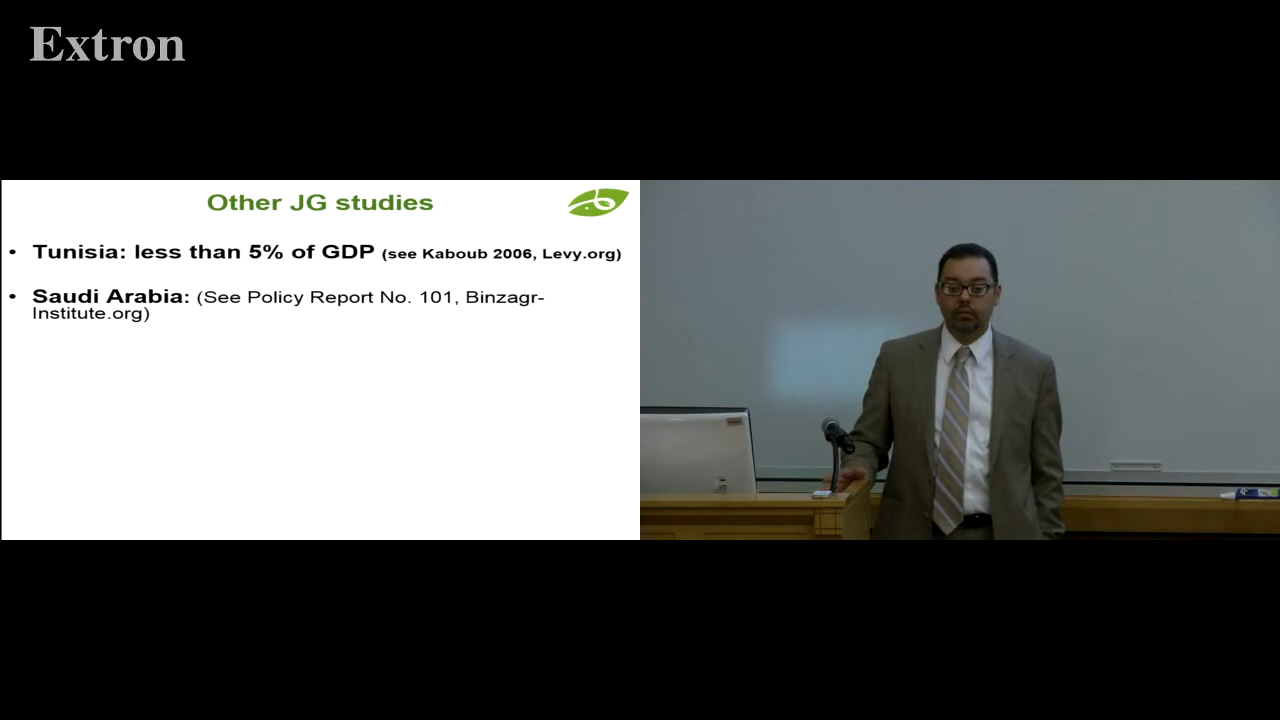 Extron
Other JG studies
• Tunisia: less than 5% of GDP (see Kaboub 2006, Levy.org)
• Saudi Arabia: (See Policy Report No. 101, Binzagr-
Institute.org)